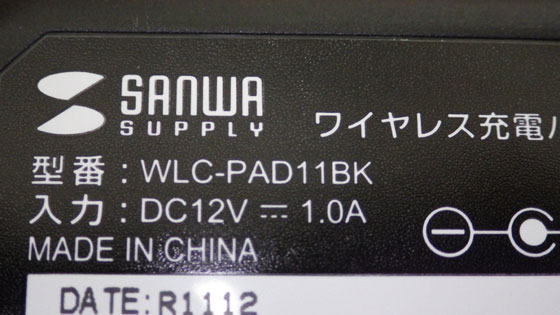 SANWA
SUPPLY
ワイヤレス充電パ
型番 : WLC-PAD11BK
入力 : DC12V ⎓ 1.0A
MADE IN CHINA
DATE: R1112